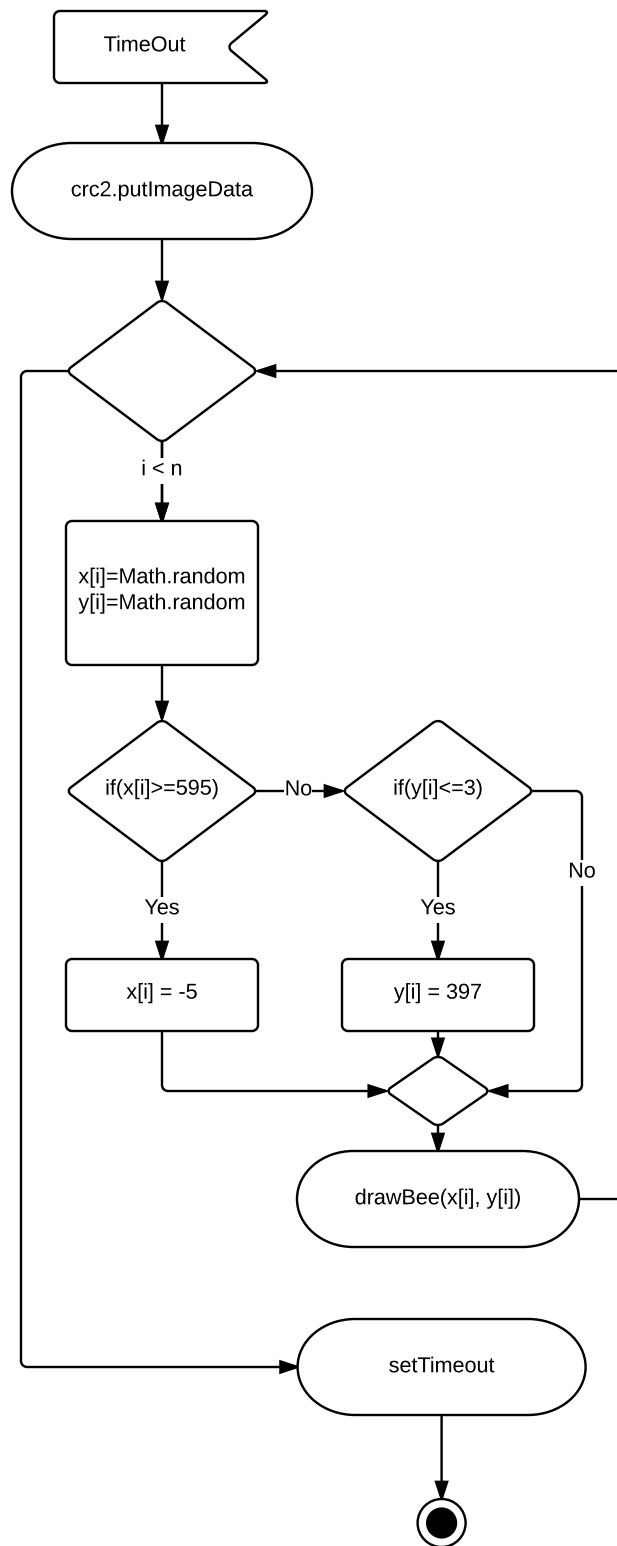 TimeOut
crc2.putImageData
i < n
x[i]=Math.random
y[i]=Math.random
if(x[i]>=595)
No
if(y[i]<=3)
No
Yes
Yes
x[i] = -5
y[i] = 397
drawBee(x[i], y[i])
setTimeout